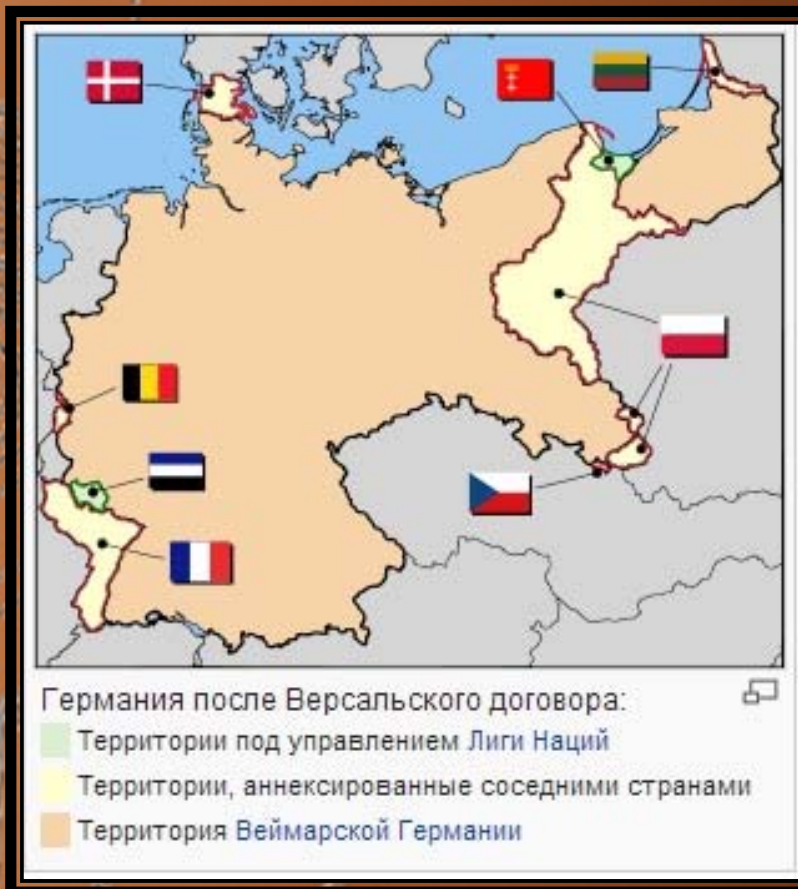 Германия после Версальского договора:
Территории под управлением Лиги Наций
Территории, аннексированные соседними странами
Территория Веймарской Германии